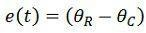 e(t) = (θ_R − θ_C)